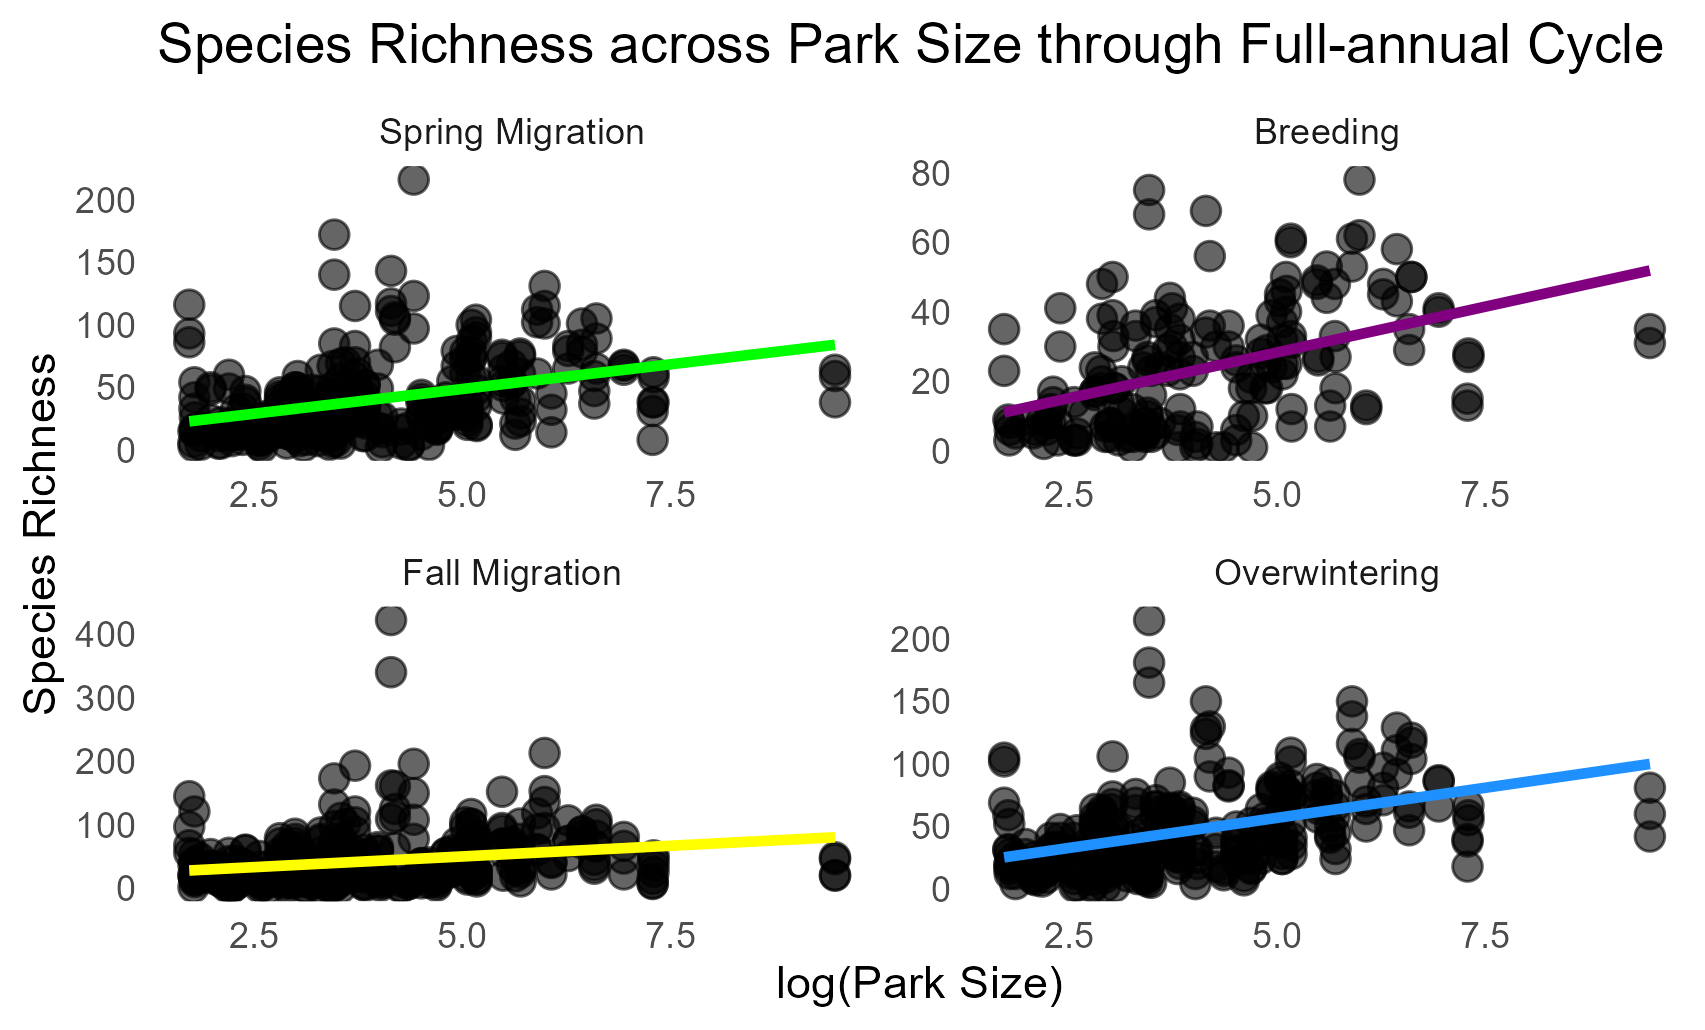 Species Richness across Park Size through Full-annual Cycle
Spring Migration
Breeding
200
150
100
50
0
80
60
40
20
0
2.5 5.0 7.5
2.5 5.0 7.5
Species Richness
Fall Migration
Overwintering
400
300
200
100
0
200
150
100
50
0
2.5 5.0 7.5
2.5 5.0 7.5
log(Park Size)